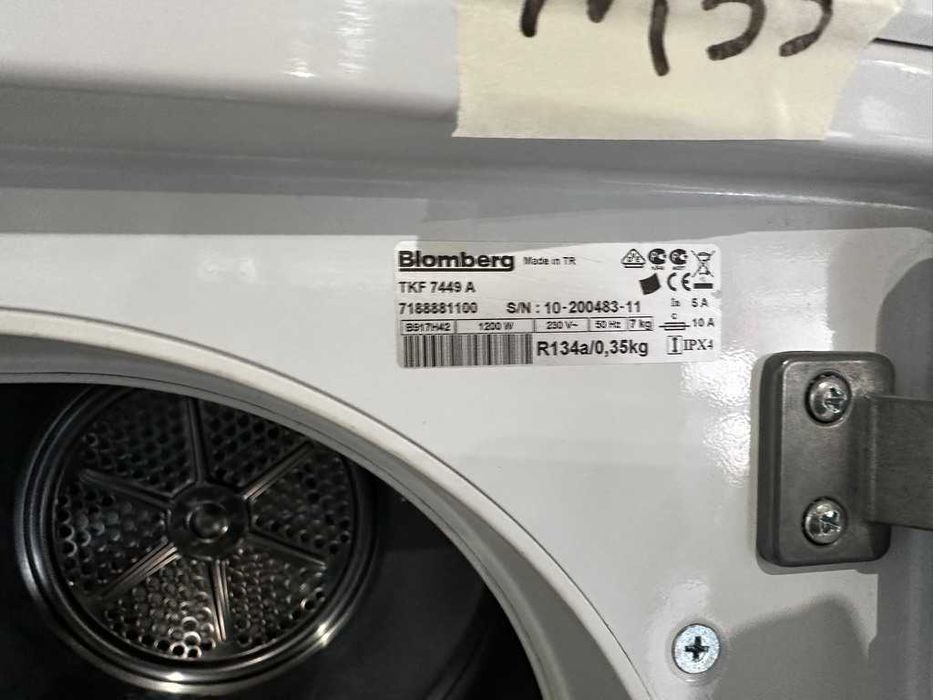 Blomberg Made in TR
TKF 7449 A
7188881100 S/N : 10-200483-11 In 5 A
B917H42 1200 W 230 V~ 50 Hz 7 kg 10 A
R134a/0,35kg IPX4